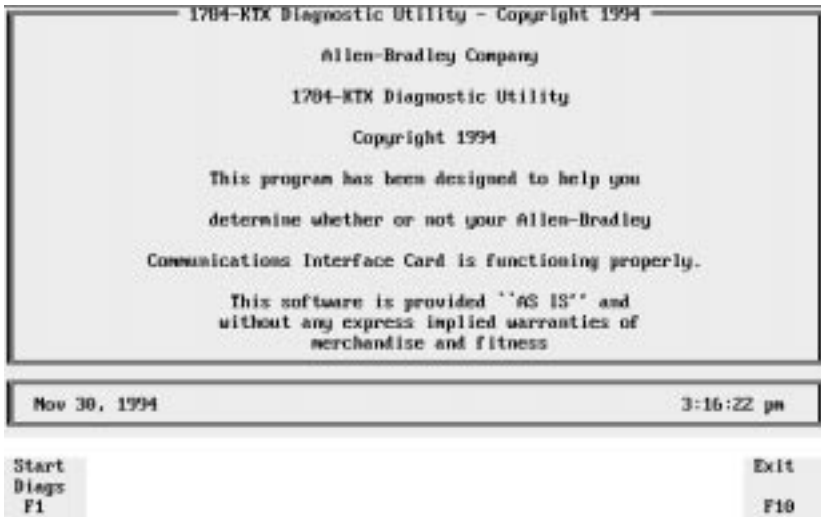 1784-KTX Diagnostic Utility - Copyright 1994
Allen-Bradley Company
1784-KTX Diagnostic Utility
Copyright 1994
This program has been designed to help you
determine whether or not your Allen-Bradley
Communications Interface Card is functioning properly.
This software is provided ``AS IS'' and
without any express implied warranties of
merchandise and fitness
Nov 30, 1994
3:16:22 pm
Start
Diags
F1
Exit
F10